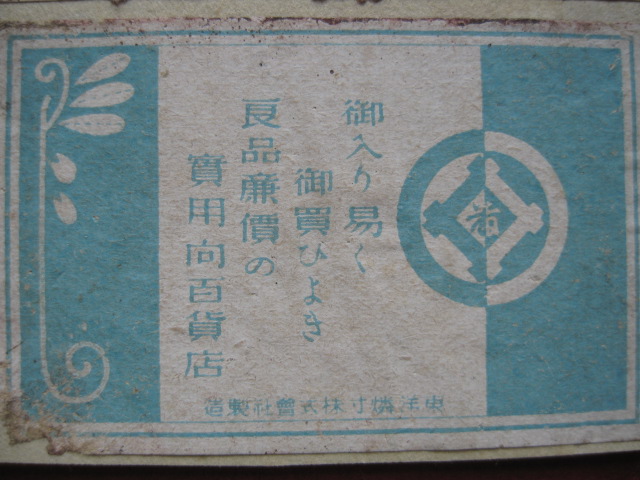 御入り易く
御買ひよき
良品廉價の
實用向百貨店
東洋燐寸株式會社製造